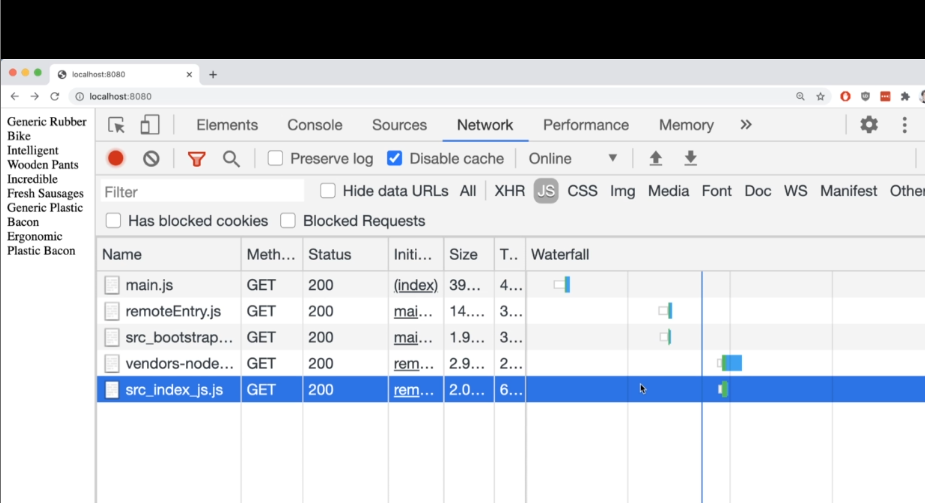 localhost:8080
localhost:8080
Generic Rubber
Bike
Intelligent
Wooden Pants
Incredible
Fresh Sausages
Generic Plastic
Bacon
Ergonomic
Plastic Bacon
Elements Console Sources Network Performance Memory
Preserve log Disable cache Online
Filter Hide data URLs All XHR JS CSS Img Media Font Doc WS Manifest Other
Has blocked cookies Blocked Requests
Name Meth... Status Initi... Size T.. Waterfall
main.js GET 200 (index) 39... 4...
remoteEntry.js GET 200 mai... 14.... 3...
src_bootstrap... GET 200 mai... 1.9... 3...
vendors-node... GET 200 rem... 2.9... 2...
src_index_js.js GET 200 rem... 2.0... 6...